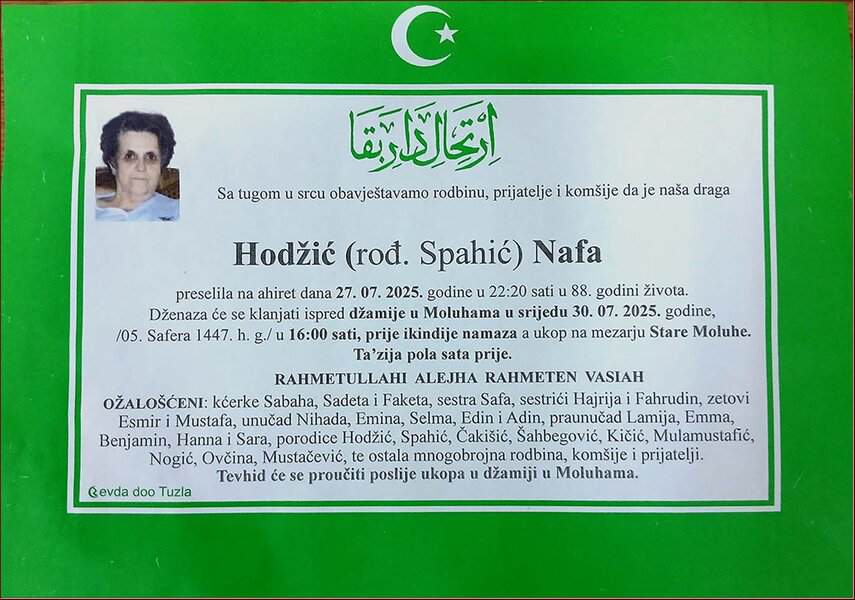 ارتحال دار بقا
Sa tugom u srcu obavještavamo rodbinu, prijatelje i komšije da je naša draga
Hodžić (rođ. Spahić) Nafa
preselila na ahiret dana 27. 07. 2025. godine u 22:20 sati u 88. godini života.
Dženaza će se klanjati ispred džamije u Moluhama u srijedu 30. 07. 2025. godine,
/05. Safera 1447. h. g./ u 16:00 sati, prije ikindije namaza a ukop na mezarju Stare Moluhe.
Ta’zija pola sata prije.
RAHMETULLAHI ALEJHA RAHMETEN VASIAH
OŽALOŠĆENI: kćerke Sabaha, Sadeta i Faketa, sestra Safa, sestrići Hajrija i Fahrudin, zetovi
Esmir i Mustafa, unučad Nihada, Emina, Selma, Edin i Adin, praunučad Lamija, Emma,
Benjamin, Hanna i Sara, porodice Hodžić, Spahić, Čakišić, Šahbegović, Kičić, Mulamustafić,
Nogić, Ovčina, Mustačević, te ostala mnogobrojna rodbina, komšije i prijatelji.
Tevhid će se proučiti poslije ukopa u džamiji u Moluhama.
evda doo Tuzla